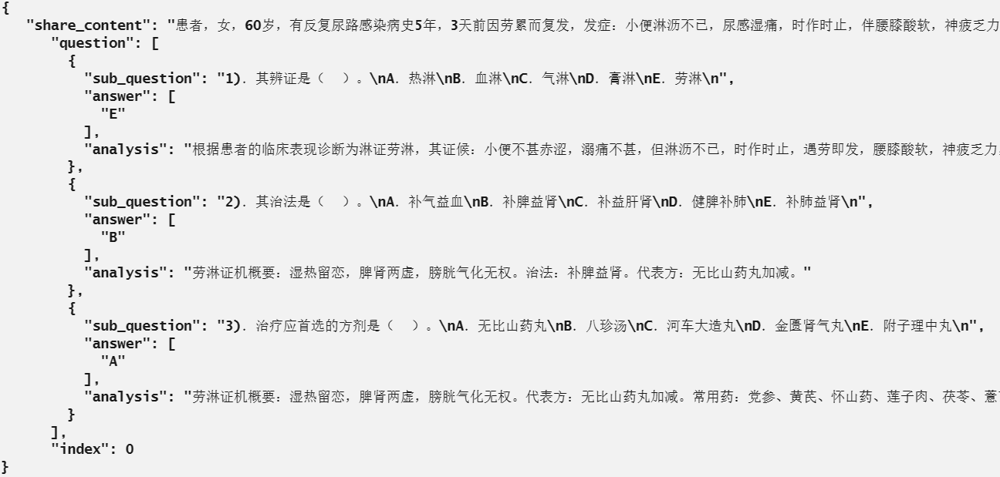 {
"share_content": "患者，女，60岁，有反复尿路感染病史5年，3天前因劳累而复发，发症：小便淋沥不已，尿感湿痛，时作时止，伴腰膝酸软，神疲乏力
"question": [
{
"sub_question": "1)．其辨证是（ ）。\nA．热淋\nB．血淋\nC．气淋\nD．膏淋\nE．劳淋\n",
"answer": [
"E"
],
"analysis": "根据患者的临床表现诊断为淋证劳淋，其证候：小便不甚赤涩，溺痛不甚，但淋沥不已，时作时止，遇劳即发，腰膝酸软，神疲乏力
},
{
"sub_question": "2)．其治法是（ ）。\nA．补气益血\nB．补脾益肾\nC．补益肝肾\nD．健脾补肺\nE．补肺益肾\n",
"answer": [
"B"
],
"analysis": "劳淋证机概要：湿热留恋，脾肾两虚，膀胱气化无权。治法：补脾益肾。代表方：无比山药丸加减。"
},
{
"sub_question": "3)．治疗应首选的方剂是（ ）。\nA．无比山药丸\nB．八珍汤\nC．河车大造丸\nD．金匮肾气丸\nE．附子理中丸\n",
"answer": [
"A"
],
"analysis": "劳淋证机概要：湿热留恋，脾肾两虚，膀胱气化无权。代表方：无比山药丸加减。常用药：党参、黄芪、怀山药、莲子肉、茯苓、薏
}
],
"index": 0
}